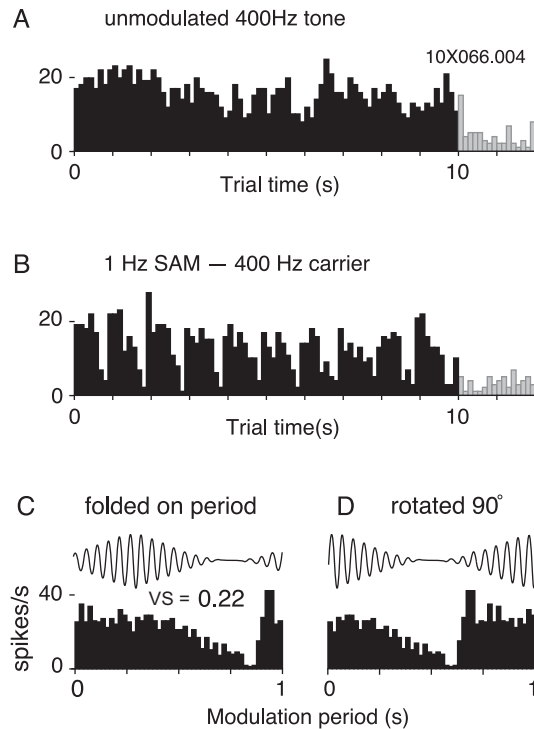 A unmodulated 400Hz tone
10X066.004
20
0
0 10
Trial time (s)
B 1 Hz SAM — 400 Hz carrier
20
0
0 10
Trial time(s)
C folded on period D rotated 90°
40
VS = 0.22
spikes/s
0
0 1 0 1
Modulation period (s)